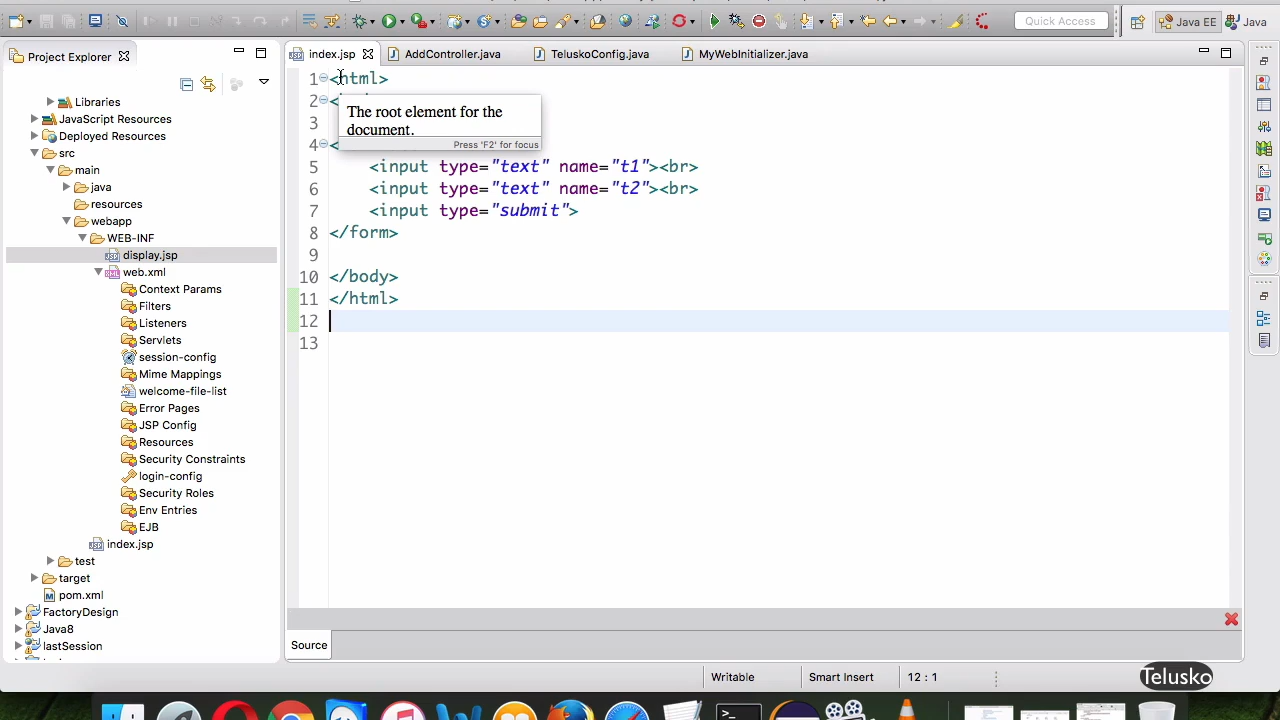 Quick Access
Java EE
Java
Project Explorer
index.jsp
AddController.java
TeluskoConfig.java
MyWebInitializer.java
Libraries
JavaScript Resources
Deployed Resources
src
main
java
resources
webapp
WEB-INF
display.jsp
web.xml
Context Params
Filters
Listeners
Servlets
session-config
Mime Mappings
welcome-file-list
Error Pages
JSP Config
Resources
Security Constraints
login-config
Security Roles
Env Entries
EJB
index.jsp
test
target
pom.xml
FactoryDesign
Java8
lastSession
1 <html>
2 <
The root element for the
document.
Press 'F2' for focus
3
4 <
5 <input type="text" name="t1"><br>
6 <input type="text" name="t2"><br>
7 <input type="submit">
8 </form>
9
10 </body>
11 </html>
12
13
Source
Writable
Smart Insert
12 : 1
Telusko